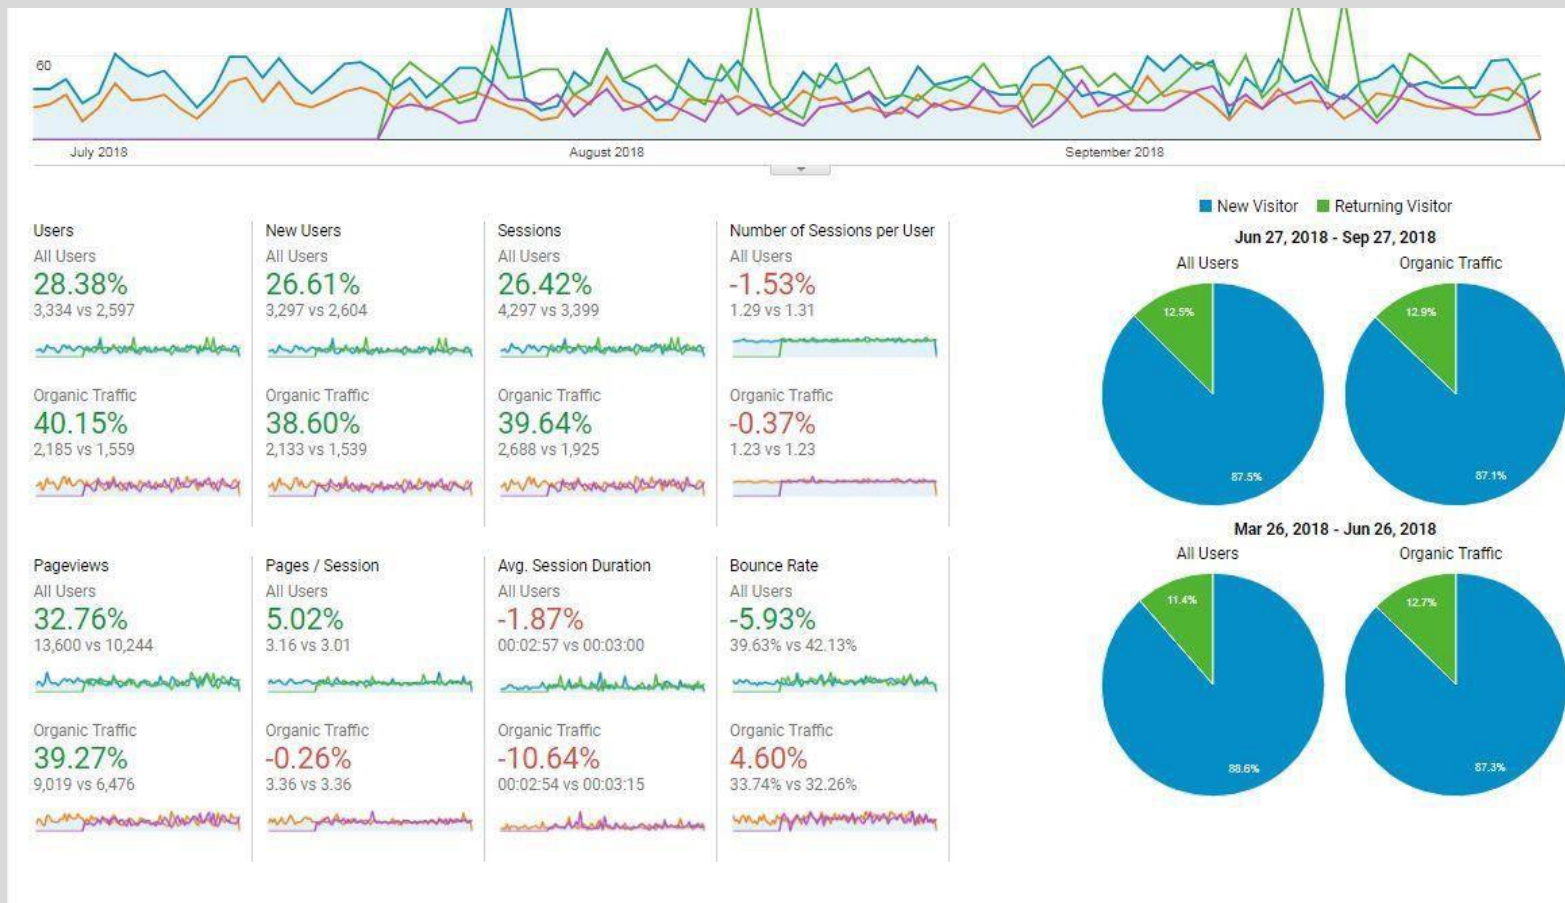 60
July 2018
August 2018
September 2018
Users
All Users
28.38%
3,334 vs 2,597
Organic Traffic
40.15%
2,185 vs 1,559
New Users
All Users
26.61%
3,297 vs 2,604
Organic Traffic
38.60%
2,133 vs 1,539
Sessions
All Users
26.42%
4,297 vs 3,399
Organic Traffic
39.64%
2,688 vs 1,925
Number of Sessions per User
All Users
-1.53%
1.29 vs 1.31
Organic Traffic
-0.37%
1.23 vs 1.23
Pageviews
All Users
32.76%
13,600 vs 10,244
Organic Traffic
39.27%
9,019 vs 6,476
Pages / Session
All Users
5.02%
3.16 vs 3.01
Organic Traffic
-0.26%
3.36 vs 3.36
Avg. Session Duration
All Users
-1.87%
00:02:57 vs 00:03:00
Organic Traffic
-10.64%
00:02:54 vs 00:03:15
Bounce Rate
All Users
-5.93%
39.63% vs 42.13%
Organic Traffic
4.60%
33.74% vs 32.26%
New Visitor Returning Visitor
Jun 27, 2018 - Sep 27, 2018
All Users
12.5%
87.5%
Organic Traffic
12.9%
87.1%
Mar 26, 2018 - Jun 26, 2018
All Users
11.4%
88.6%
Organic Traffic
12.7%
87.3%